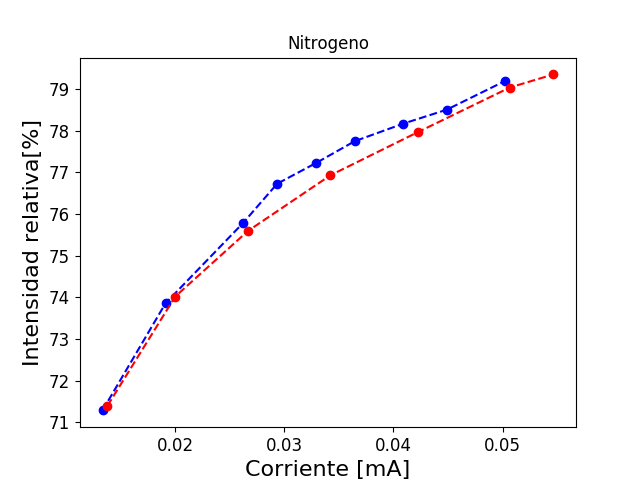 Nitrogeno
Intensidad relativa[%]
79
78
77
76
75
74
73
72
71
0.02 0.03 0.04 0.05
Corriente [mA]